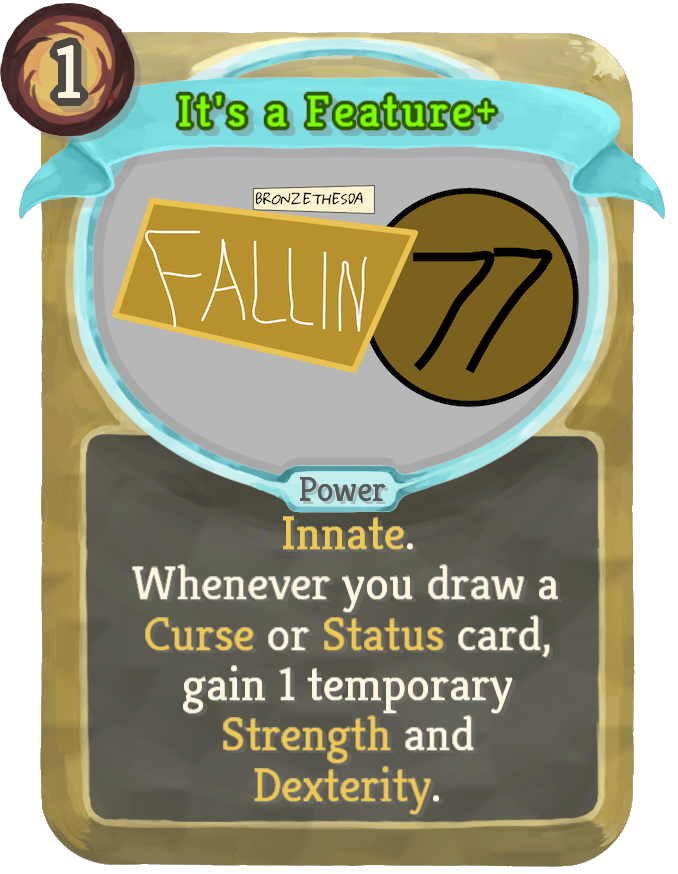 1
It's a Feature+
BRONZETHESDA
FALLIN
77
Power
Innate.
Whenever you draw a
Curse or Status card,
gain 1 temporary
Strength and
Dexterity.